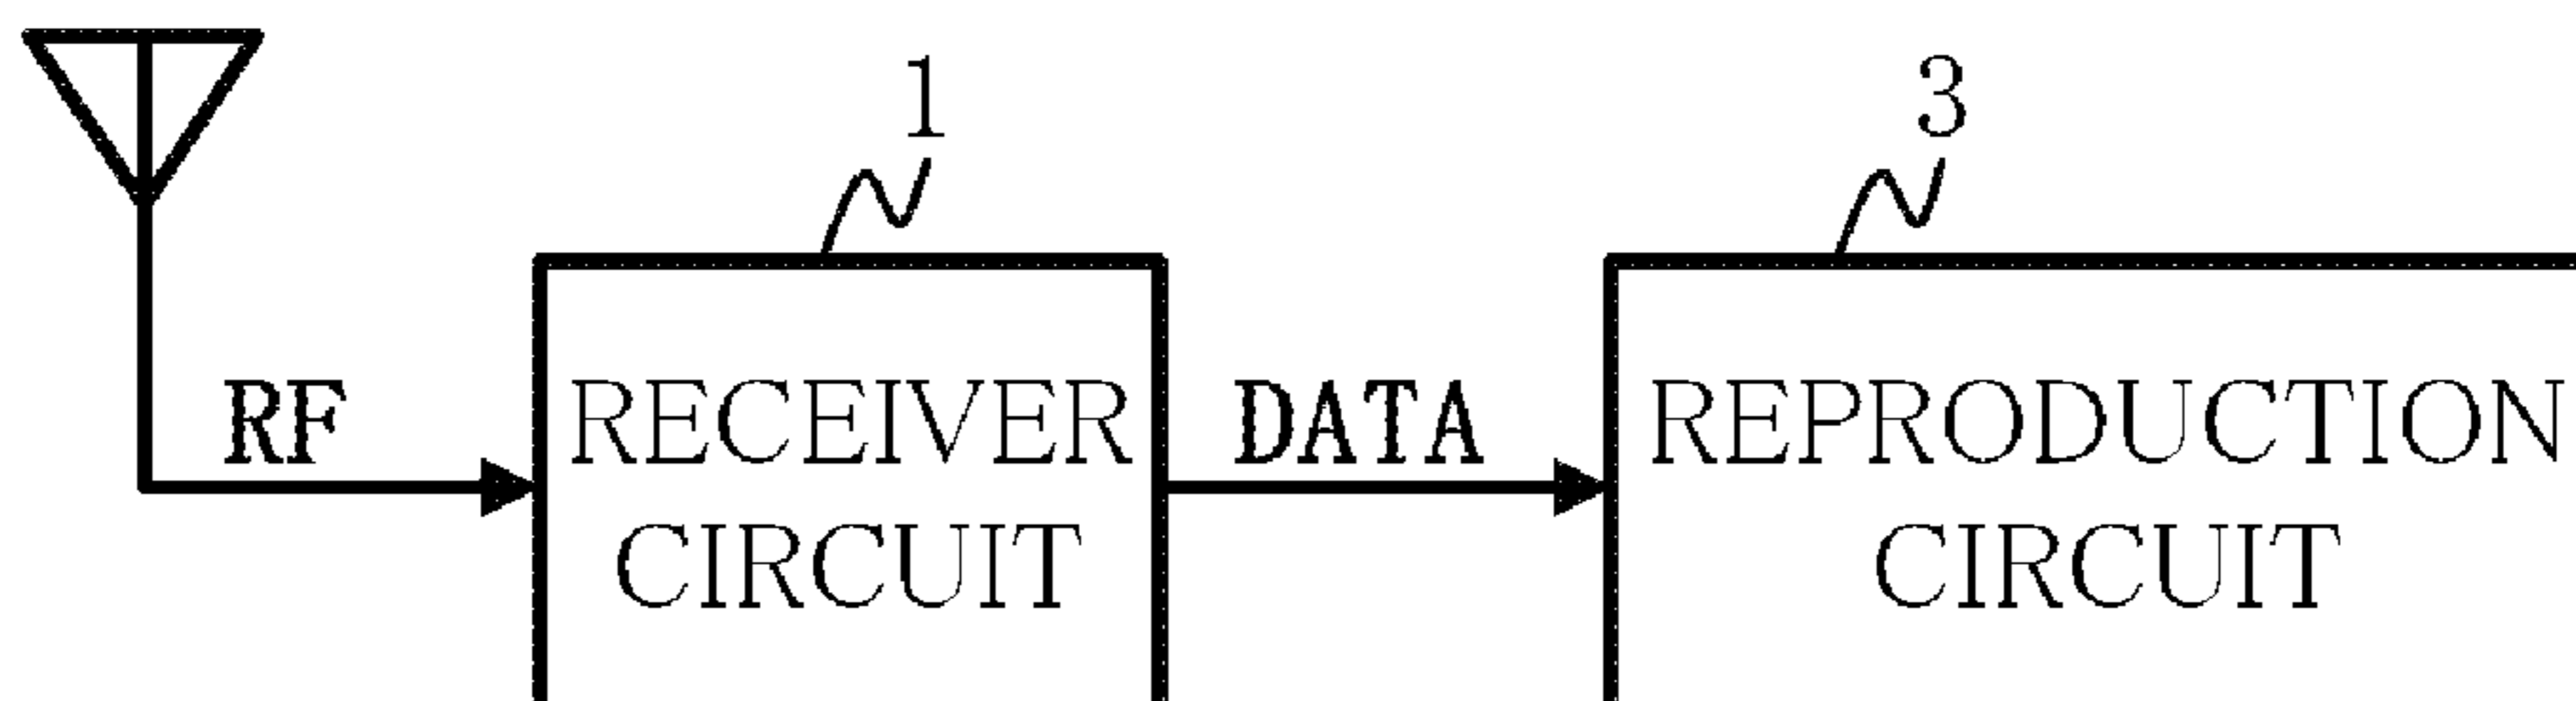 1
3
RF
RECEIVER
CIRCUIT
DATA
REPRODUCTION
CIRCUIT